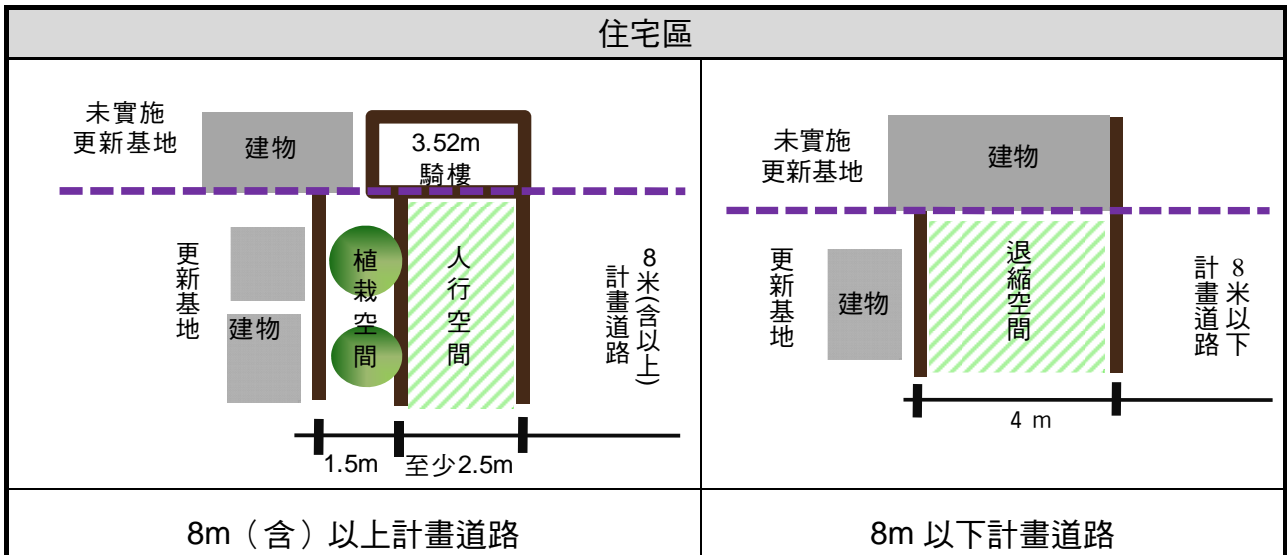 住宅區
未實施
更新基地
建物
3.52m
騎樓
更新基地
建物
植栽空間
人行空間
8米(含以上)
計畫道路
1.5m
至少2.5m
8m（含）以上計畫道路
未實施
更新基地
建物
更新基地
建物
退縮空間
8米以下
計畫道路
4 m
8m 以下計畫道路